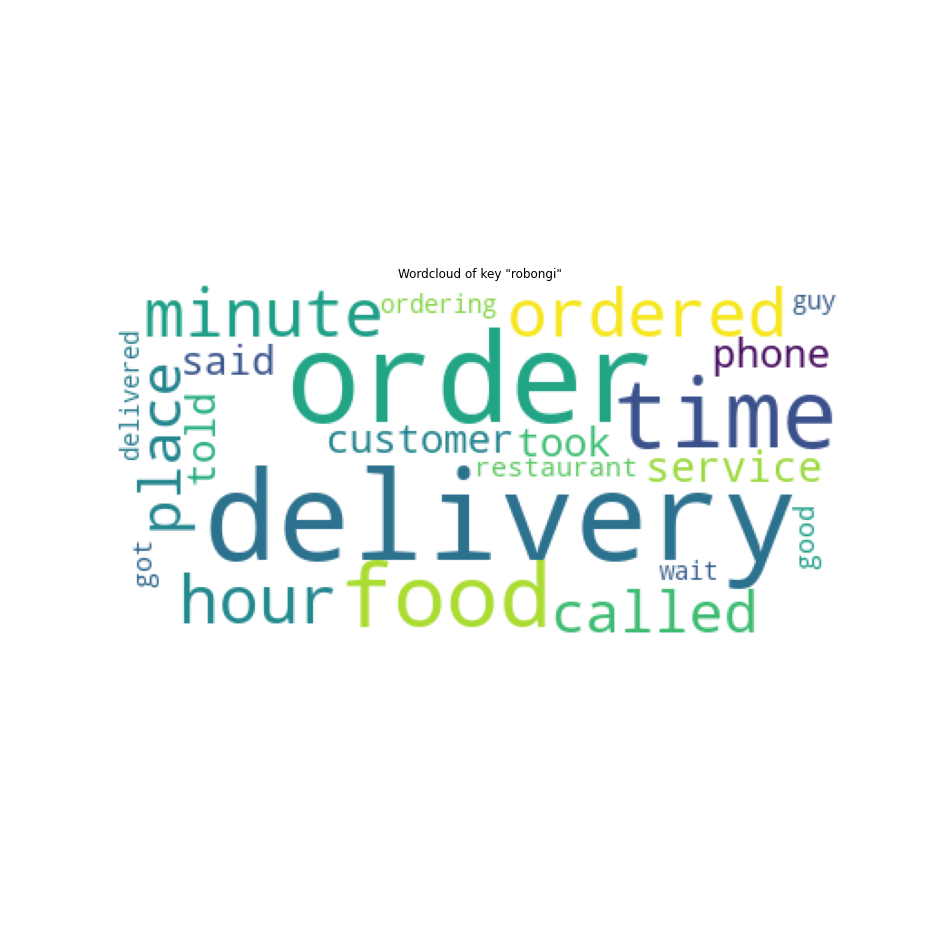 Wordcloud of key "robongi"
minute
ordering
ordered
guy
delivered
said
order
phone
place
told
time
customer
took
restaurant
service
delivery
good
got
wait
hour
food
called